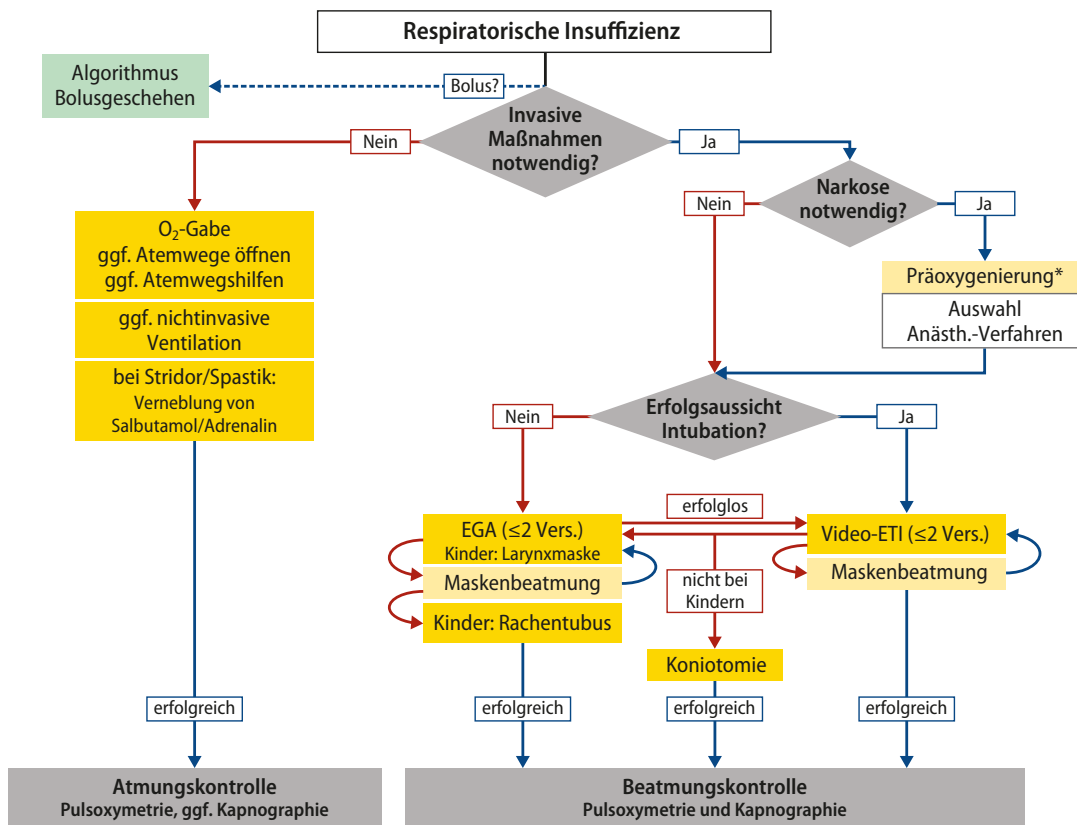 Respiratorische Insuffizienz
Algorithmus
Bolusgeschehen
Bolus?
Invasive
Maßnahmen
notwendig?
Nein
Ja
Narkose
notwendig?
Nein
Ja
O₂-Gabe
ggf. Atemwege öffnen
ggf. Atemwegshilfen
ggf. nichtinvasive
Ventilation
bei Stridor/Spastik:
Verneblung von
Salbutamol/Adrenalin
Präoxygenierung*
Auswahl
Anästh.-Verfahren
Erfolgsaussicht
Intubation?
Nein
Ja
EGA (≤2 Vers.)
Kinder: Larynxmaske
Maskenbeatmung
Kinder: Rachentubus
erfolglos
nicht bei
Kindern
Koniotomie
Video-ETI (≤2 Vers.)
Maskenbeatmung
erfolgreich
erfolgreich
erfolgreich
erfolgreich
Atmungskontrolle
Pulsoxymetrie, ggf. Kapnographie
Beatmungskontrolle
Pulsoxymetrie und Kapnographie